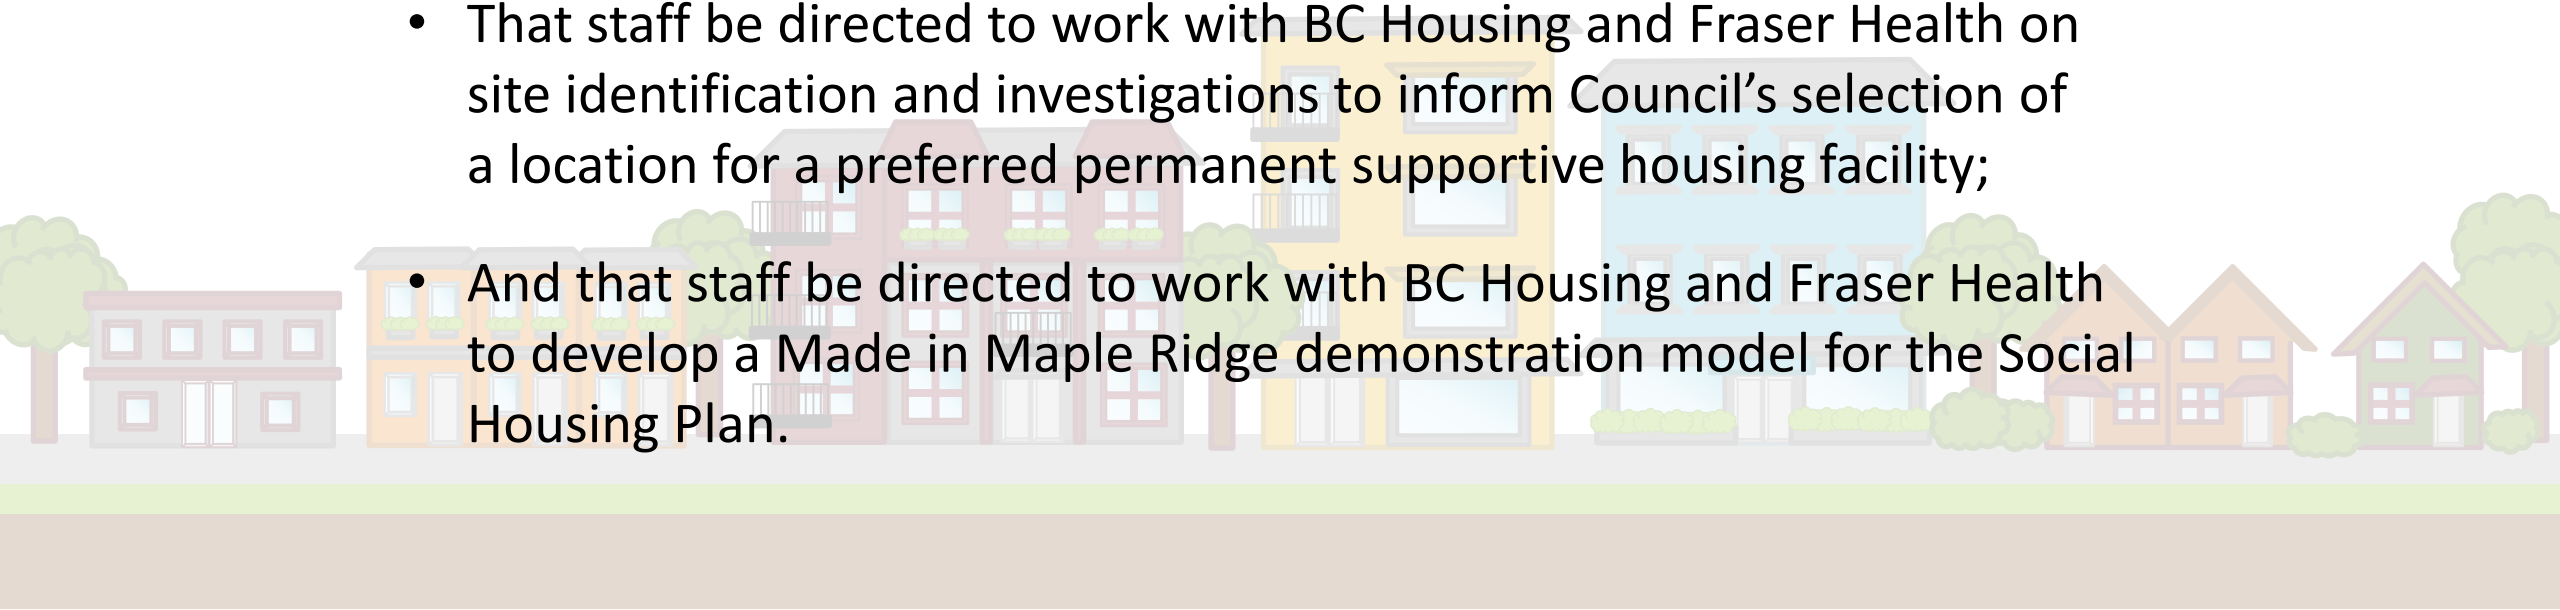 • That staff be directed to work with BC Housing and Fraser Health on
site identification and investigations to inform Council’s selection of
a location for a preferred permanent supportive housing facility;
• And that staff be directed to work with BC Housing and Fraser Health
to develop a Made in Maple Ridge demonstration model for the Social
Housing Plan.